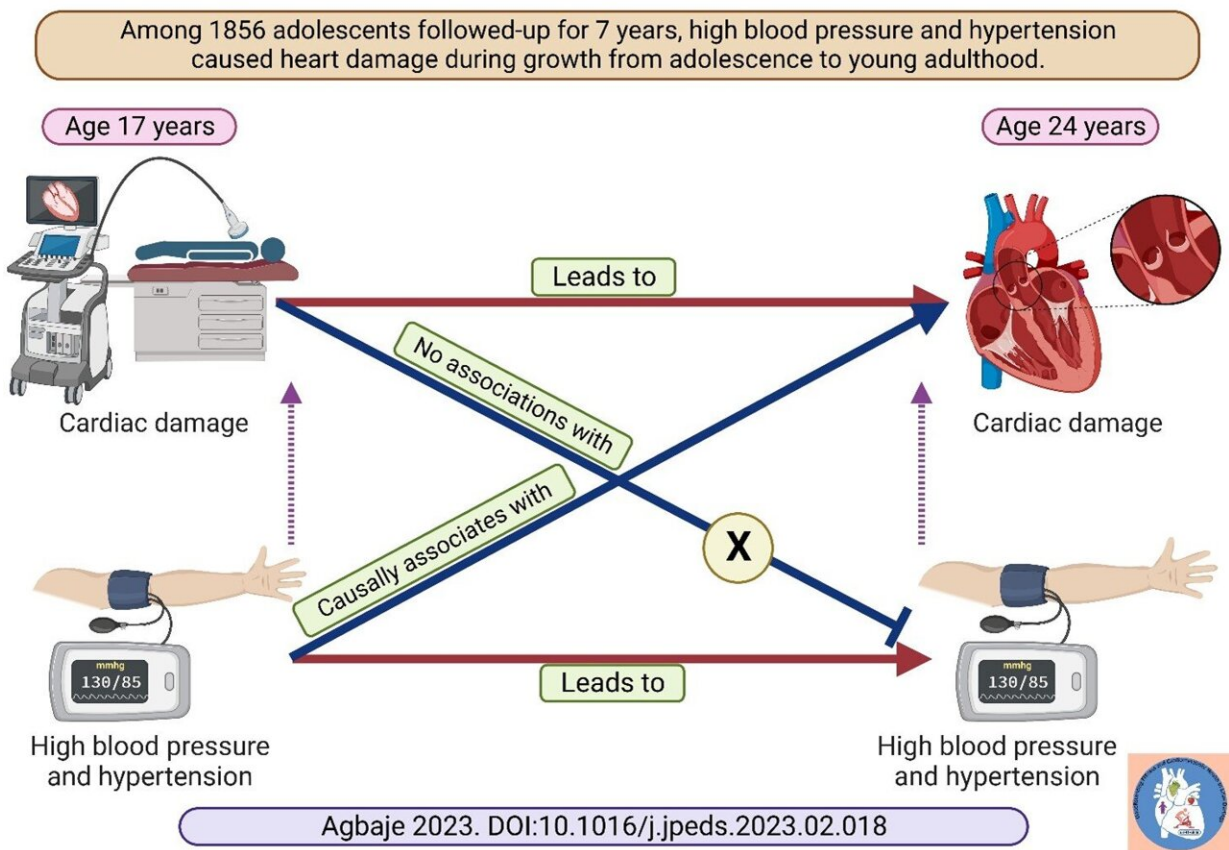 Among 1856 adolescents followed-up for 7 years, high blood pressure and hypertension
caused heart damage during growth from adolescence to young adulthood.
Age 17 years
Age 24 years
Leads to
No associations with
Cardiac damage
Cardiac damage
Causally associates with
X
mmhg
130/85
mmhg
130/85
Leads to
High blood pressure
and hypertension
High blood pressure
and hypertension
Agbaje 2023. DOI:10.1016/j.jpeds.2023.02.018